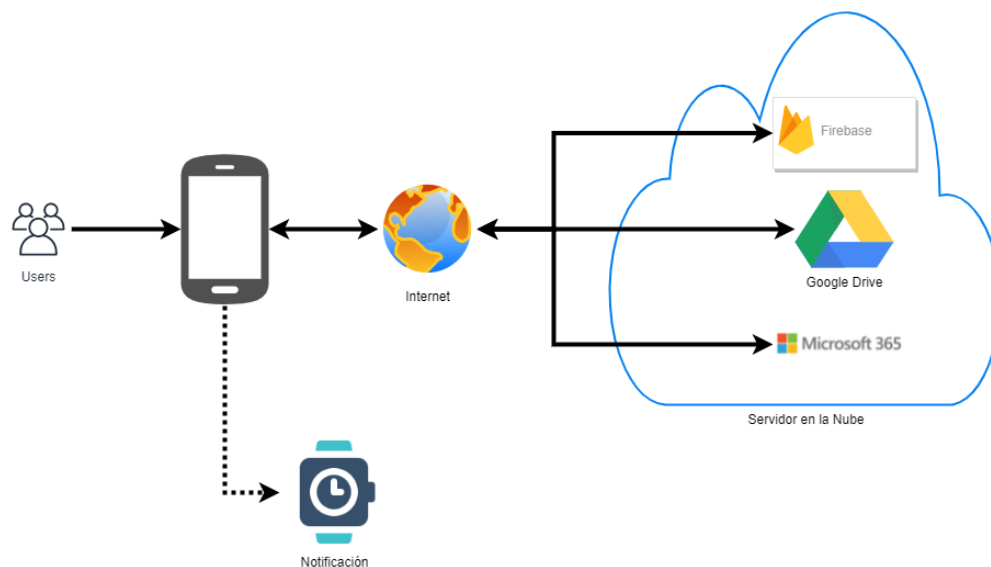 Firebase
Users
Internet
Google Drive
Microsoft 365
Servidor en la Nube
Notificación